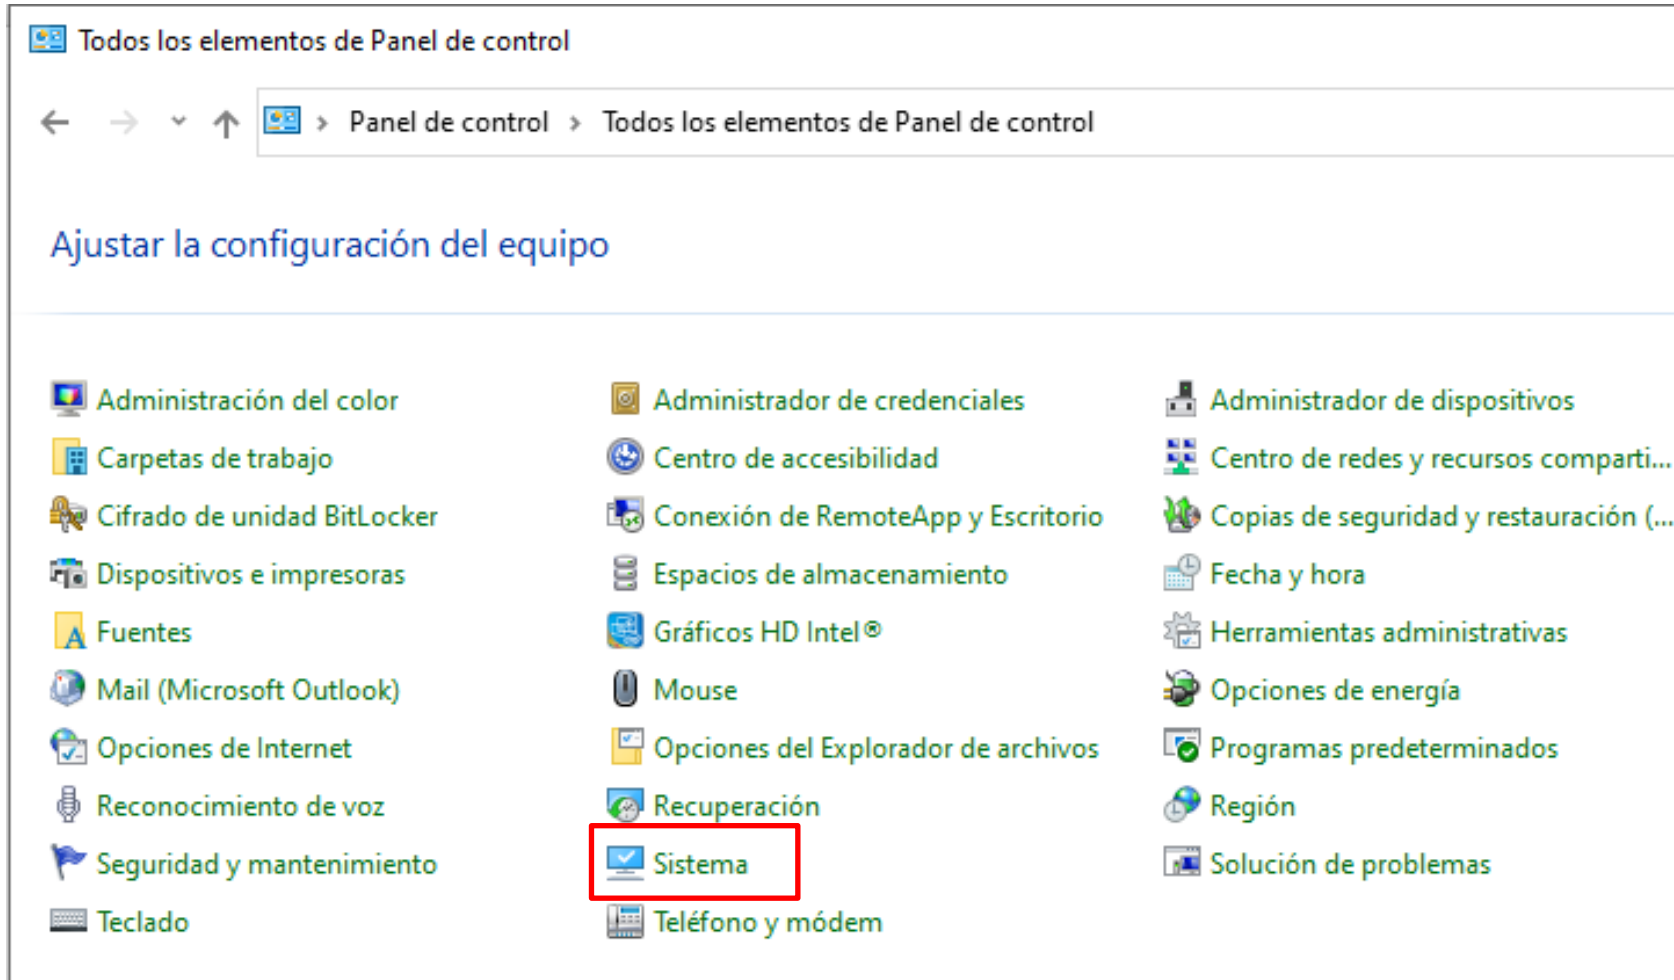 Todos los elementos de Panel de control
Panel de control > Todos los elementos de Panel de control
Ajustar la configuración del equipo
Administración del color
Administrador de credenciales
Administrador de dispositivos
Carpetas de trabajo
Centro de accesibilidad
Centro de redes y recursos comparti...
Cifrado de unidad BitLocker
Conexión de RemoteApp y Escritorio
Copias de seguridad y restauración (...
Dispositivos e impresoras
Espacios de almacenamiento
Fecha y hora
Fuentes
Gráficos HD Intel®
Herramientas administrativas
Mail (Microsoft Outlook)
Mouse
Opciones de energía
Opciones de Internet
Opciones del Explorador de archivos
Programas predeterminados
Reconocimiento de voz
Recuperación
Región
Seguridad y mantenimiento
Sistema
Solución de problemas
Teclado
Teléfono y módem